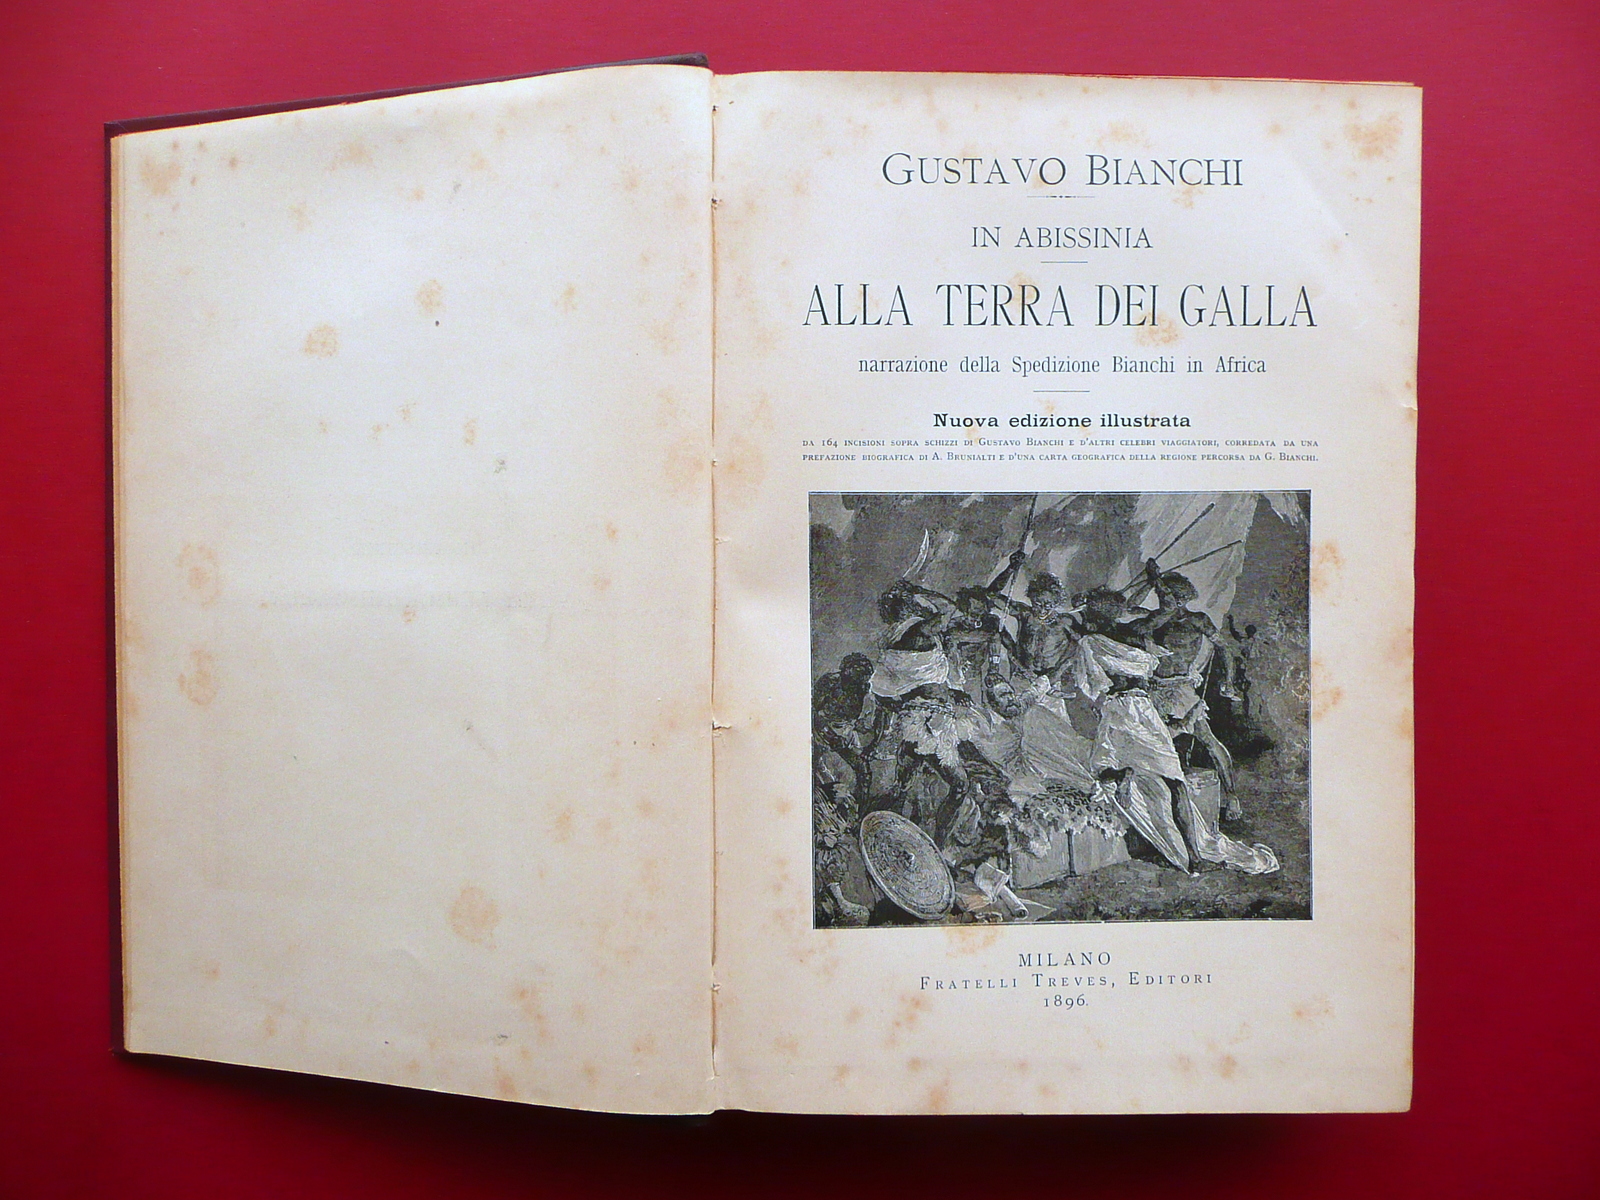 GUSTAVO BIANCHI
IN ABISSINIA
ALLA TERRA DEI GALLA
narrazione della Spedizione Bianchi in Africa
Nuova edizione illustrata
DA 164 INCISIONI SOPRA SCHIZZI DI GUSTAVO BIANCHI E D'ALTRI CELEBRI VIAGGIATORI, CORREDATA DA UNA
PREFAZIONE BIOGRAFICA DI A. BRUNIALTI E D'UNA CARTA GEOGRAFICA DELLA REGIONE PERCORSA DA G. BIANCHI.
MILANO
FRATELLI TREVES, EDITORI
1896.